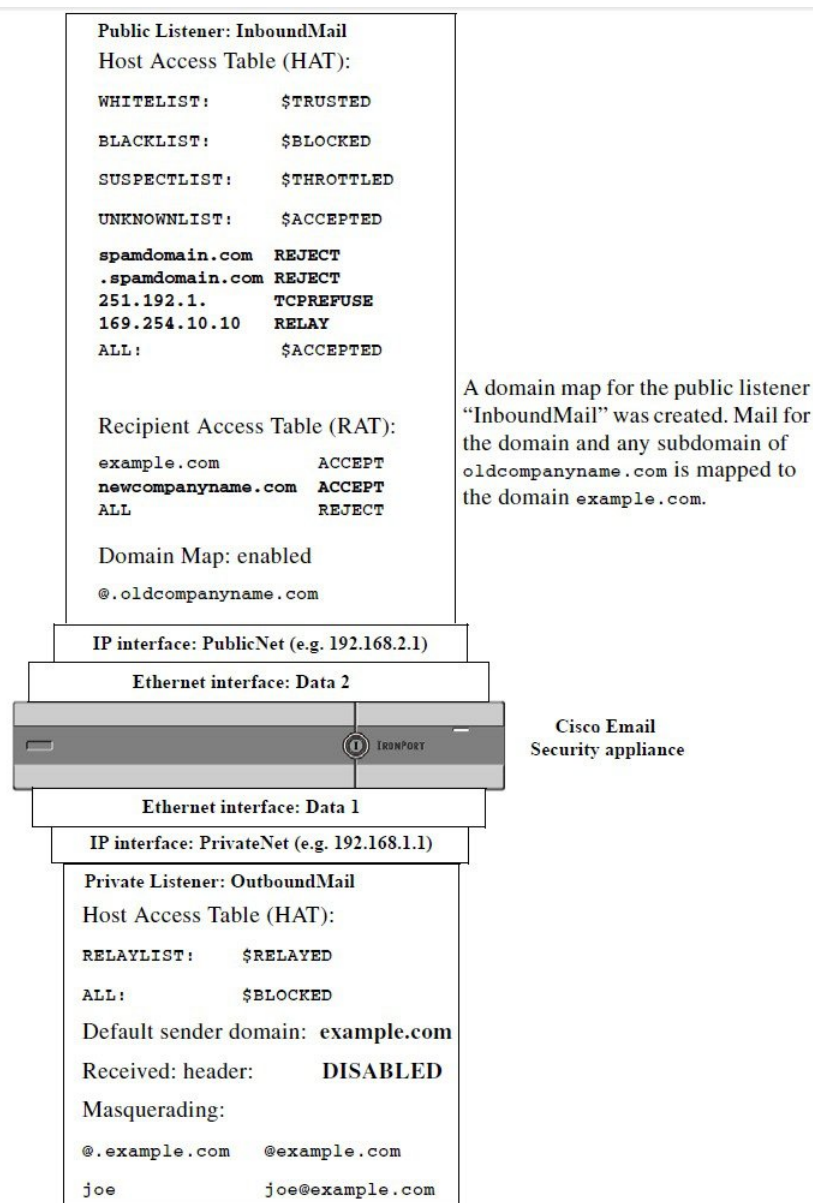 Public Listener: InboundMail
Host Access Table (HAT):
WHITELIST: $TRUSTED
BLACKLIST: $BLOCKED
SUSPECTLIST: $THROTTLED
UNKNOWNLIST: $ACCEPTED
spamdomain.com REJECT
.spamdomain.com REJECT
251.192.1. TCPREFUSE
169.254.10.10 RELAY
ALL: $ACCEPTED
Recipient Access Table (RAT):
example.com ACCEPT
newcompanyname.com ACCEPT
ALL REJECT
Domain Map: enabled
@.oldcompanyname.com
A domain map for the public listener
“InboundMail” was created. Mail for
the domain and any subdomain of
oldcompanyname.com is mapped to
the domain example.com.
IP interface: PublicNet (e.g. 192.168.2.1)
Ethernet interface: Data 2
IRONPORT
Cisco Email
Security appliance
Ethernet interface: Data 1
IP interface: PrivateNet (e.g. 192.168.1.1)
Private Listener: OutboundMail
Host Access Table (HAT):
RELAYLIST: $RELAYED
ALL: $BLOCKED
Default sender domain: example.com
Received: header: DISABLED
Masquerading:
@.example.com @example.com
joe joe@example.com